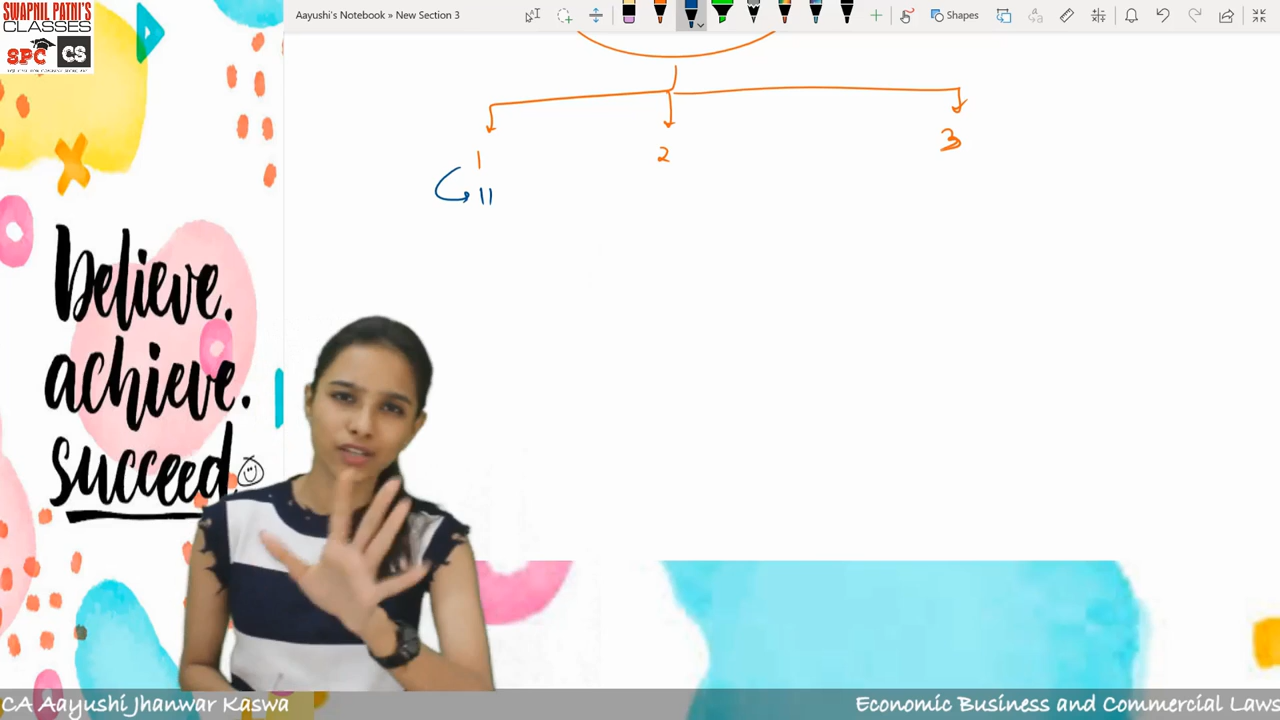 SWAPNIL PATNI'S
CLASSES
SPC CS
Aayushi's Notebook » New Section 3
Shapes
1
2
3
11
believe.
achieve.
succeed.
CA Aayushi Jhanwar Kaswa
Economic Business and Commercial Laws